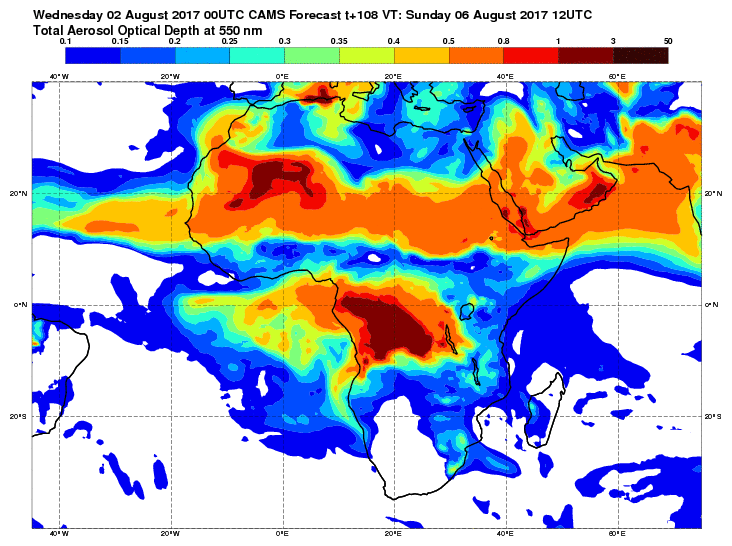 Wednesday 02 August 2017 00UTC CAMS Forecast t+108 VT: Sunday 06 August 2017 12UTC
Total Aerosol Optical Depth at 550 nm
0.1 0.15 0.2 0.25 0.3 0.35 0.4 0.5 0.8 1 3 50
40°W 20°W 0°E 20°E 40°E 60°E
20°N 20°N
0°N 0°N
20°S 20°S
40°W 20°W 0°E 20°E 40°E 60°E